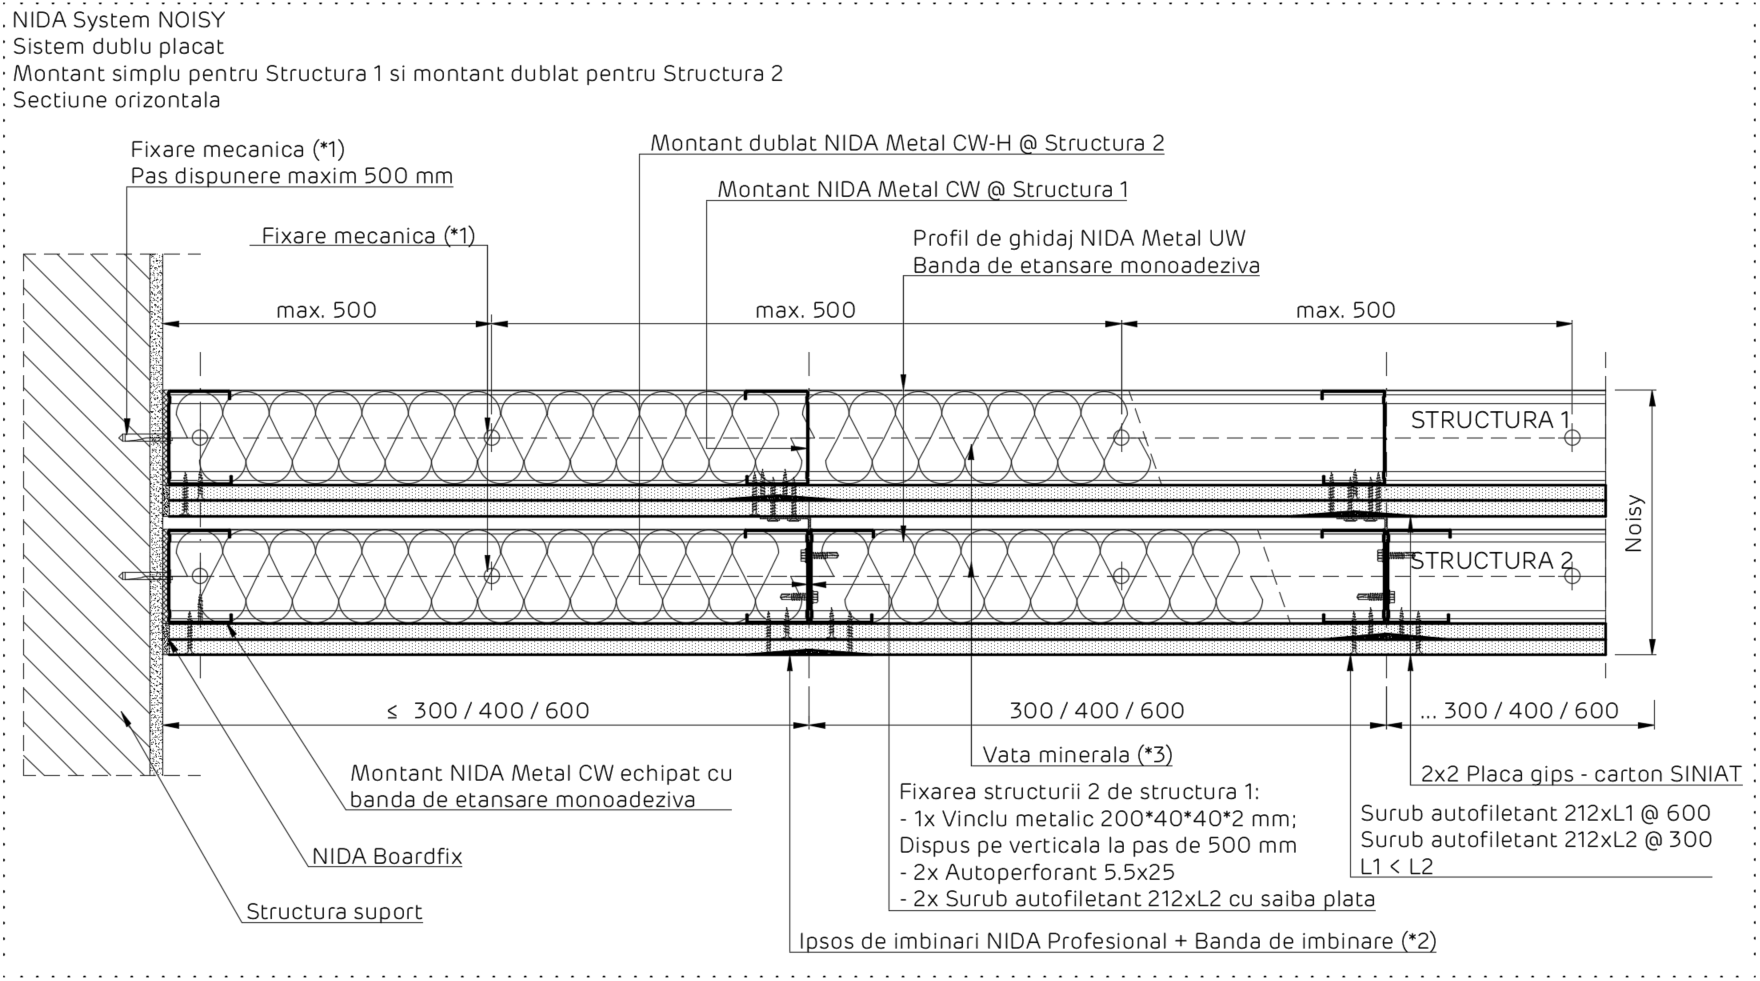 NIDA System NOISY
Sistem dublu placat
Montant simplu pentru Structura 1 si montant dublat pentru Structura 2
Sectiune orizontala
Fixare mecanica (*1)
Pas dispunere maxim 500 mm
Montant dublat NIDA Metal CW-H @ Structura 2
Montant NIDA Metal CW @ Structura 1
Fixare mecanica (*1)
Profil de ghidaj NIDA Metal UW
Banda de etansare monoadeziva
max. 500
max. 500
max. 500
STRUCTURA 1
Noisy
STRUCTURA 2
≤ 300 / 400 / 600
300 / 400 / 600
... 300 / 400 / 600
Vata minerala (*3)
Montant NIDA Metal CW echipat cu
banda de etansare monoadeziva
2x2 Placa gips - carton SINIAT
Fixarea structurii 2 de structura 1:
- 1x Vinclu metalic 200*40*40*2 mm;
Dispus pe verticala la pas de 500 mm
- 2x Autoperforant 5.5x25
- 2x Surub autofiletant 212xL2 cu saiba plata
Surub autofiletant 212xL1 @ 600
Surub autofiletant 212xL2 @ 300
L1 < L2
NIDA Boardfix
Structura suport
Ipsos de imbinari NIDA Profesional + Banda de imbinare (*2)